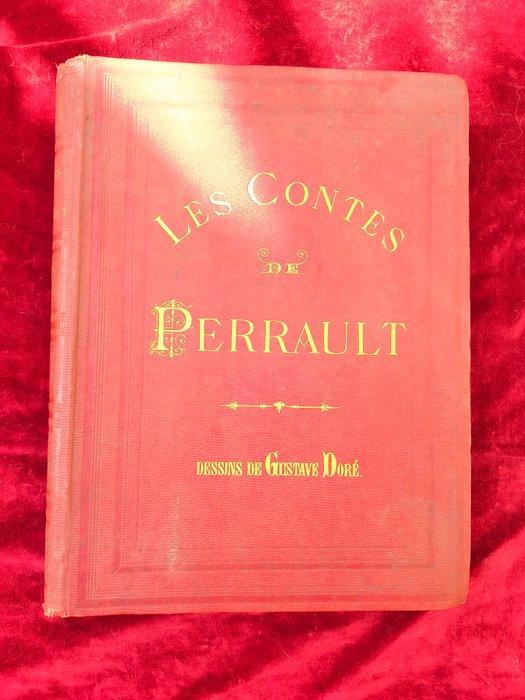 LES CONTES
DE
PERRAULT
DESSINS DE GUSTAVE DORÉ.